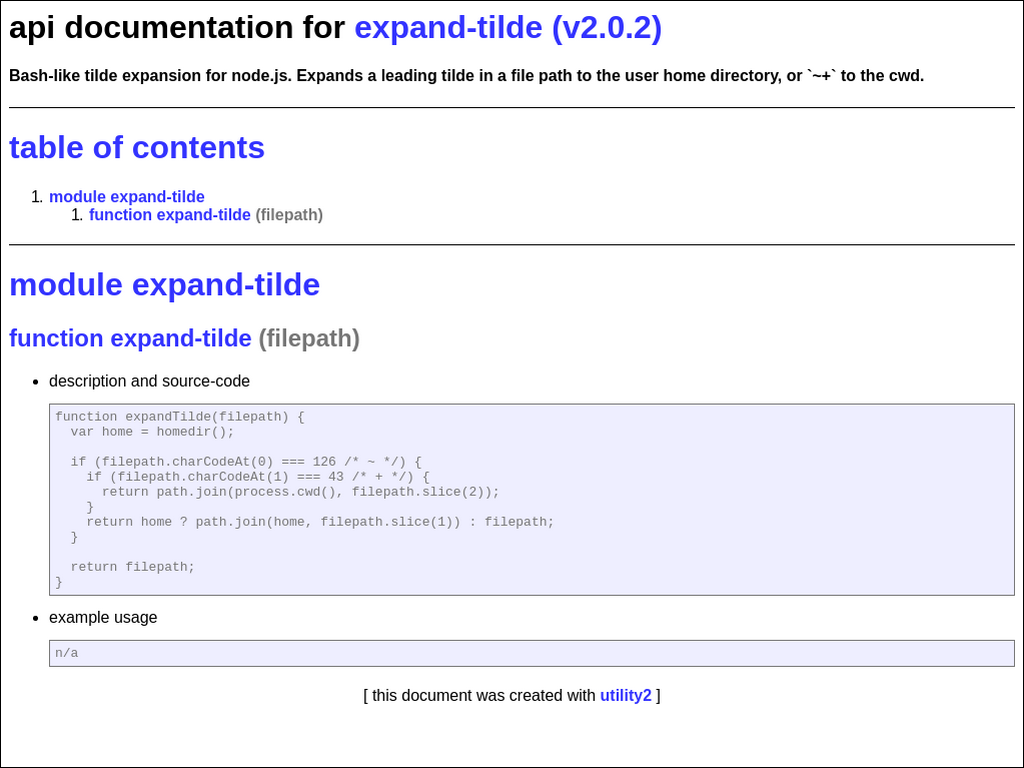 api documentation for expand-tilde (v2.0.2)
Bash-like tilde expansion for node.js. Expands a leading tilde in a file path to the user home directory, or `~+` to the cwd.
table of contents
1. module expand-tilde
1. function expand-tilde (filepath)
module expand-tilde
function expand-tilde (filepath)
• description and source-code
function expandTilde(filepath) {
  var home = homedir();

  if (filepath.charCodeAt(0) === 126 /* ~ */) {
    if (filepath.charCodeAt(1) === 43 /* + */) {
      return path.join(process.cwd(), filepath.slice(2));
    }
    return home ? path.join(home, filepath.slice(1)) : filepath;
  }

  return filepath;
}
• example usage
n/a
[ this document was created with utility2 ]